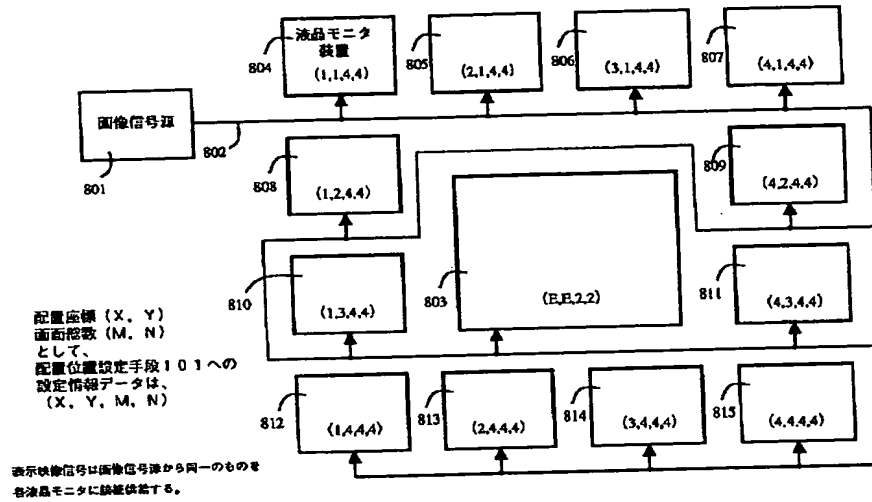 液晶モニタ
装置
804
(1,1,4,4)
805
(2,1,4,4)
806
(3,1,4,4)
807
(4,1,4,4)
画像信号源
801
802
808
(1,2,4,4)
809
(4,2,4,4)
810
(1,3,4,4)
803
(E,E,2,2)
811
(4,3,4,4)
配置座標(X,Y)
画面総数(M,N)
として、
配置位置設定手段101への
設定情報データは、
(X,Y,M,N)
812
(1,4,4,4)
813
(2,4,4,4)
814
(3,4,4,4)
815
(4,4,4,4)
表示映像信号は画像信号源から同一のものを
各液晶モニタに供給する。